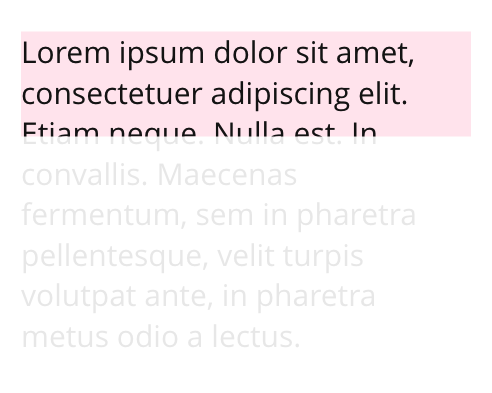 Lorem ipsum dolor sit amet,
consectetuer adipiscing elit.
Etiam neque. Nulla est. In
convallis. Maecenas
fermentum, sem in pharetra
pellentesque, velit turpis
volutpat ante, in pharetra
metus odio a lectus.